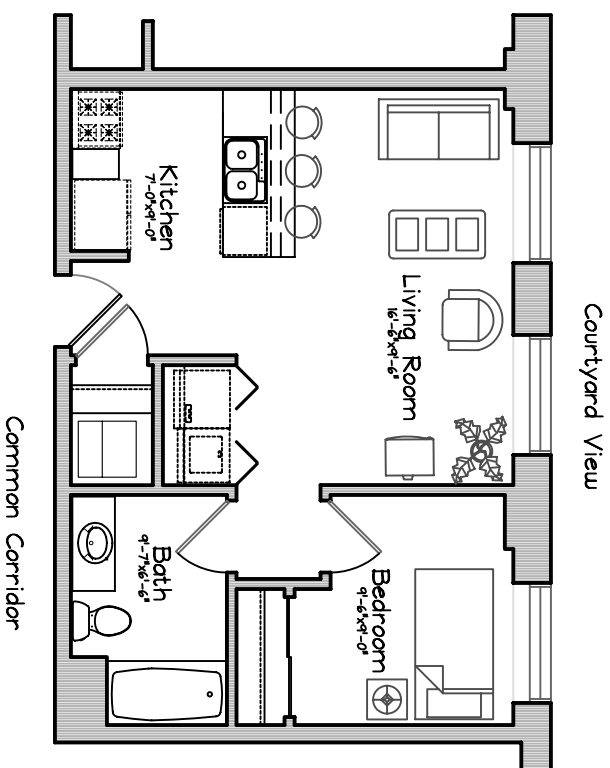 Courtyard View
Kitchen
7'-0"x9'-0"
Living Room
16'-6"x9'-6"
Bath
9'-7"x6'-6"
Bedroom
9'-6"x9'-0"
Common Corridor